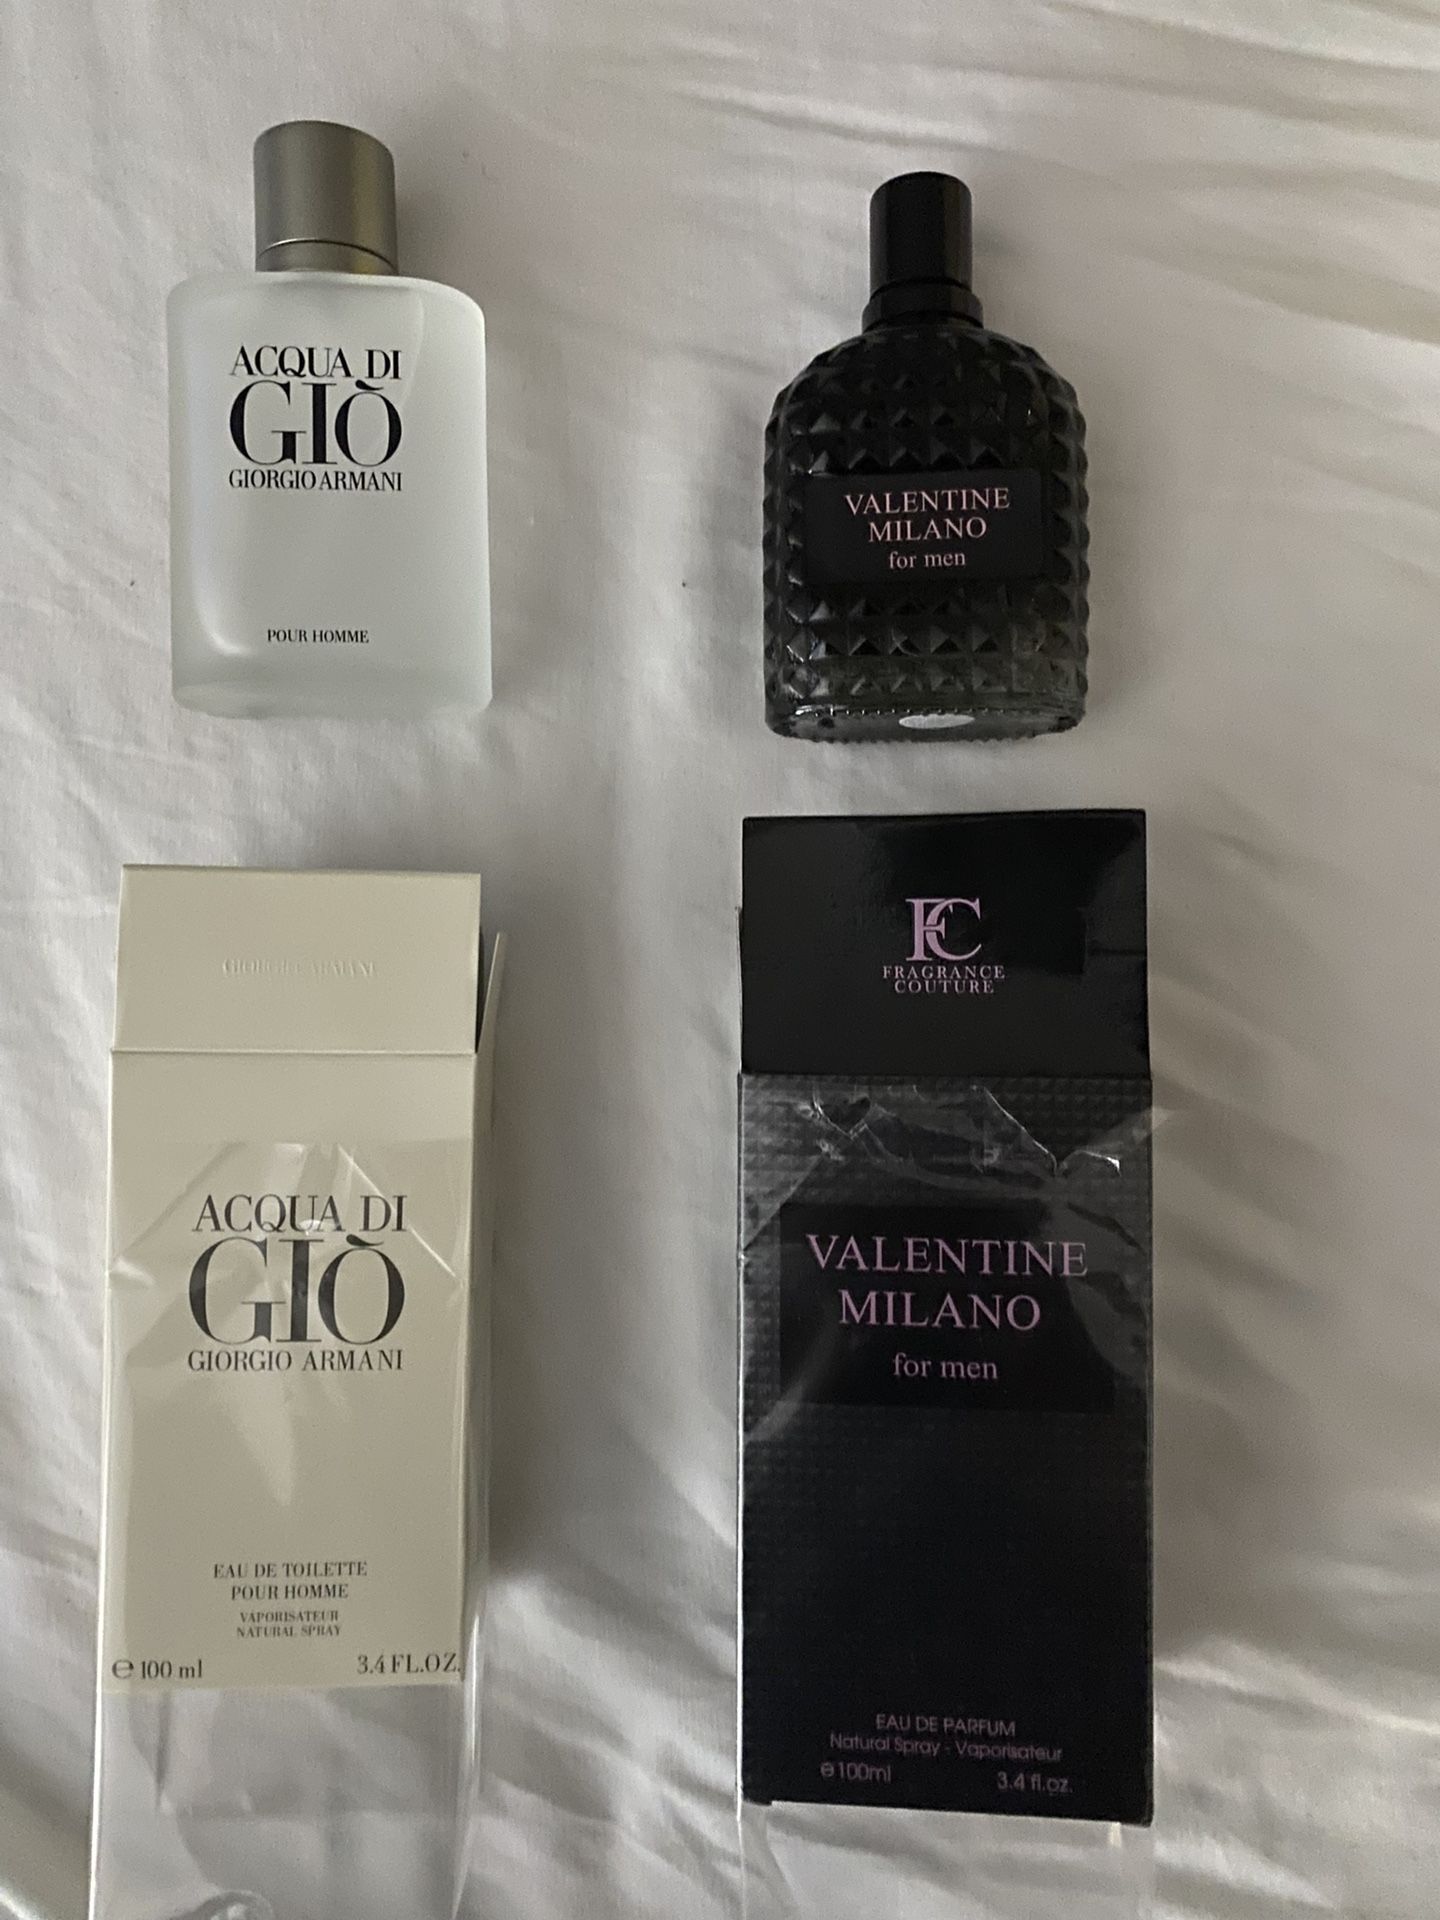 ACQUA DI
GIÒ
GIORGIO ARMANI
POUR HOMME
VALENTINE
MILANO
for men
GIORGIO ARMANI
ACQUA DI
GIÒ
GIORGIO ARMANI
EAU DE TOILETTE
POUR HOMME
VAPORISATEUR
NATURAL SPRAY
℮ 100 ml 3.4 FL.OZ.
FC
FRAGRANCE
COUTURE
VALENTINE
MILANO
for men
EAU DE PARFUM
Natural Spray - Vaporisateur
℮100ml 3.4 fl.oz.